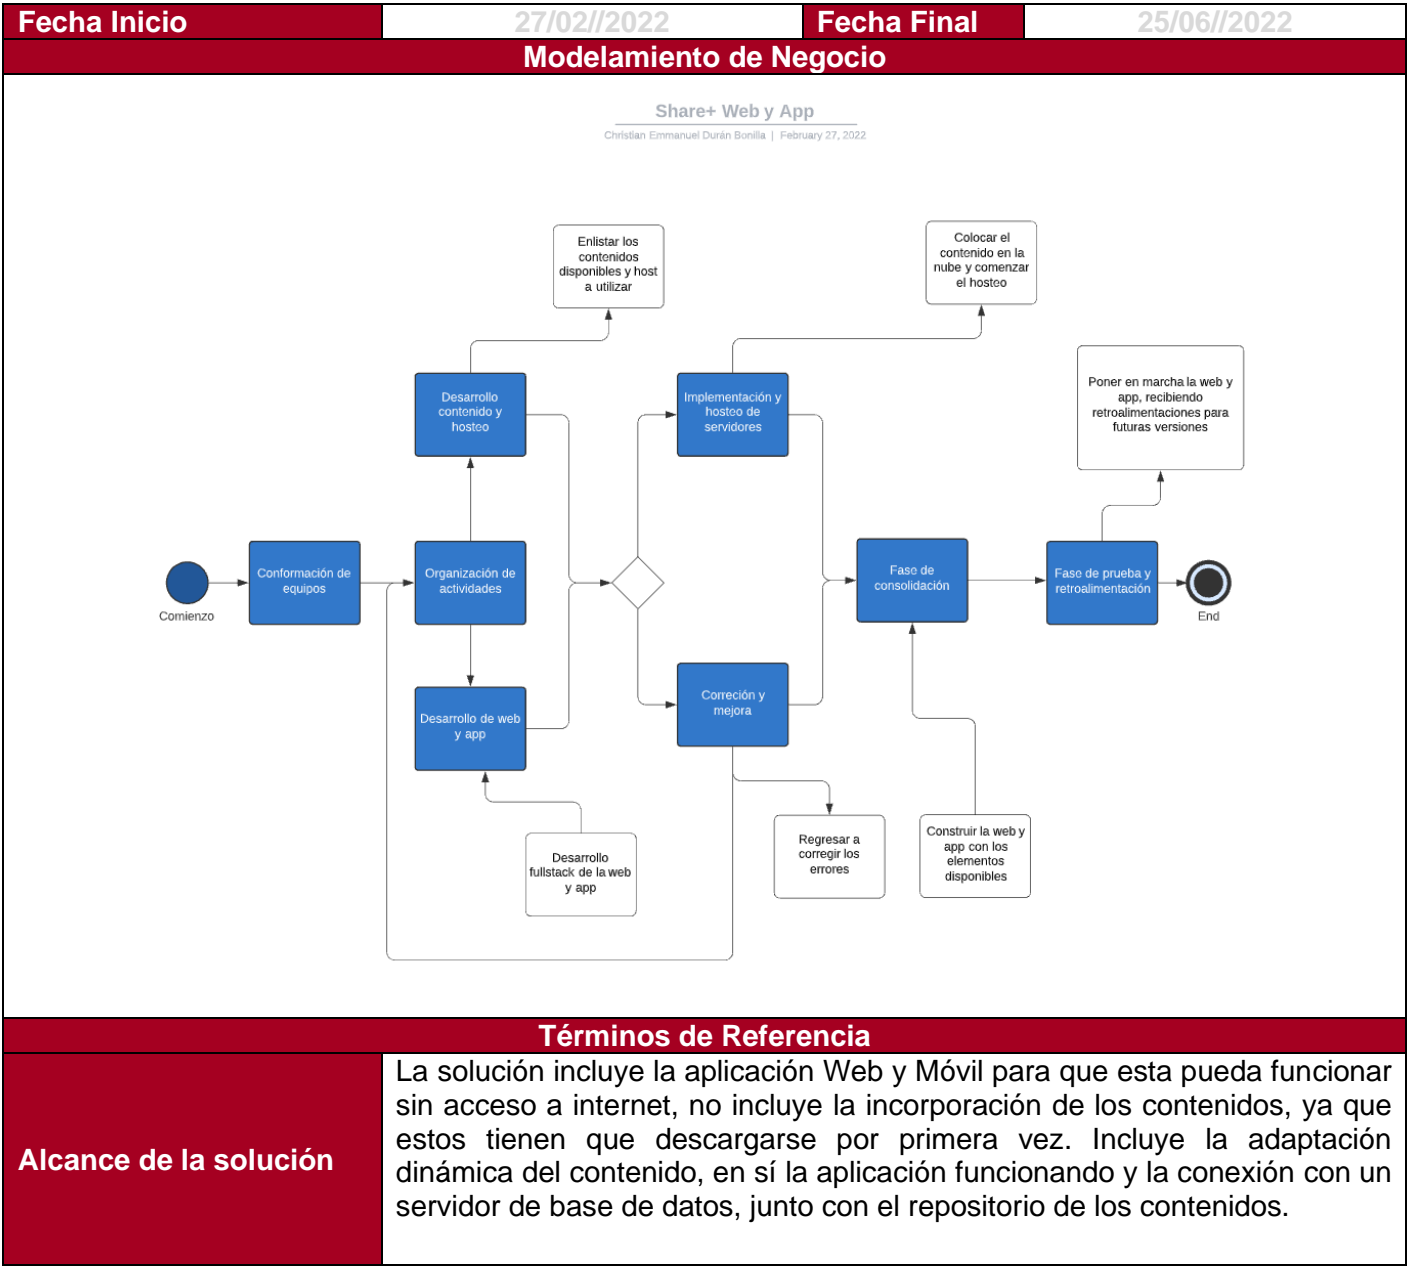 Fecha Inicio 27/02//2022 Fecha Final 25/06//2022
Modelamiento de Negocio
Share+ Web y App
Christian Emmanuel Durán Bonilla | February 27, 2022
Enlistar los
contenidos
disponibles y host
a utilizar
Colocar el
contenido en la
nube y comenzar
el hosteo
Desarrollo
contenido y
hosteo
Implementación y
hosteo de
servidores
Poner en marcha la web y
app, recibiendo
retroalimentaciones para
futuras versiones
Comienzo
Conformación de
equipos
Organización de
actividades
Fase de
consolidación
Fase de prueba y
retroalimentación
End
Desarrollo de web
y app
Correción y
mejora
Desarrollo
fullstack de la web
y app
Regresar a
corregir los
errores
Construir la web y
app con los
elementos
disponibles
Términos de Referencia
Alcance de la solución
La solución incluye la aplicación Web y Móvil para que esta pueda funcionar
sin acceso a internet, no incluye la incorporación de los contenidos, ya que
estos tienen que descargarse por primera vez. Incluye la adaptación
dinámica del contenido, en sí la aplicación funcionando y la conexión con un
servidor de base de datos, junto con el repositorio de los contenidos.